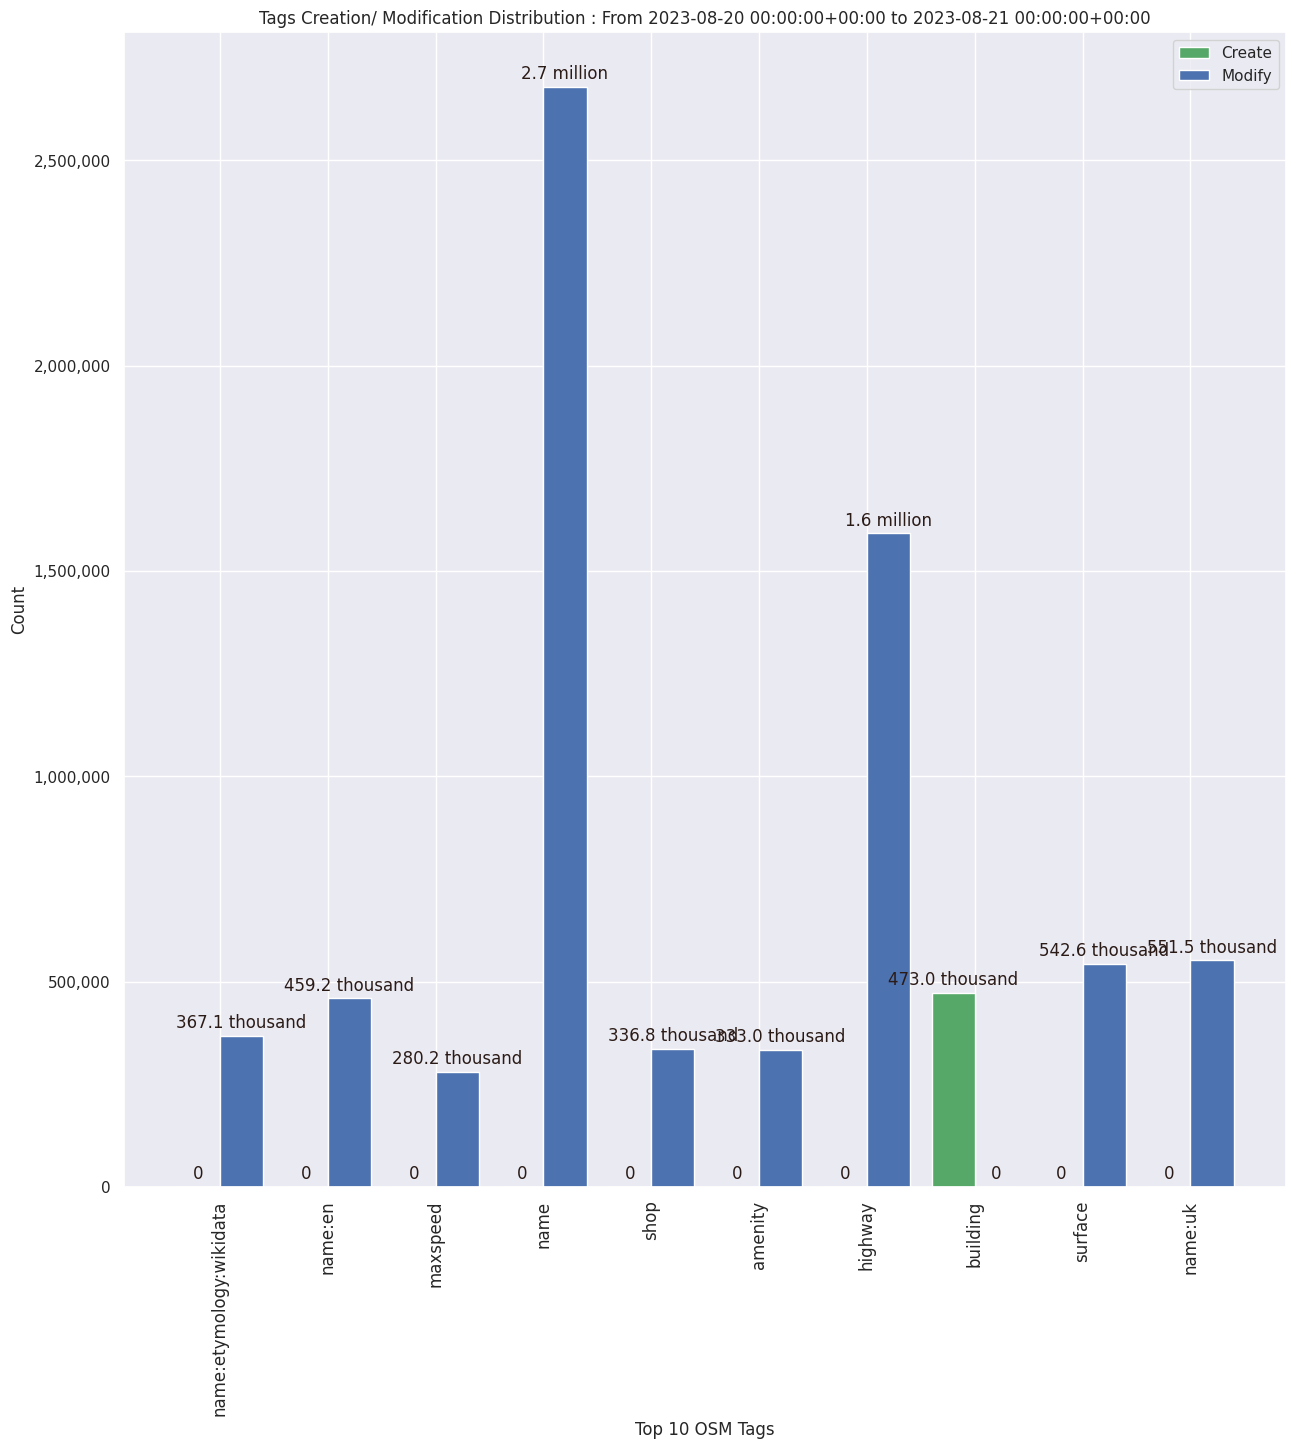 Tags Creation/ Modification Distribution : From 2023-08-20 00:00:00+00:00 to 2023-08-21 00:00:00+00:00
Create
Modify
Count
2,500,000
2,000,000
1,500,000
1,000,000
500,000
0
2.7 million
1.6 million
367.1 thousand
459.2 thousand
280.2 thousand
336.8 thousand
333.0 thousand
473.0 thousand
542.6 thousand
551.5 thousand
0
0
0
0
0
0
0
0
0
0
name:etymology:wikidata
name:en
maxspeed
name
shop
amenity
highway
building
surface
name:uk
Top 10 OSM Tags